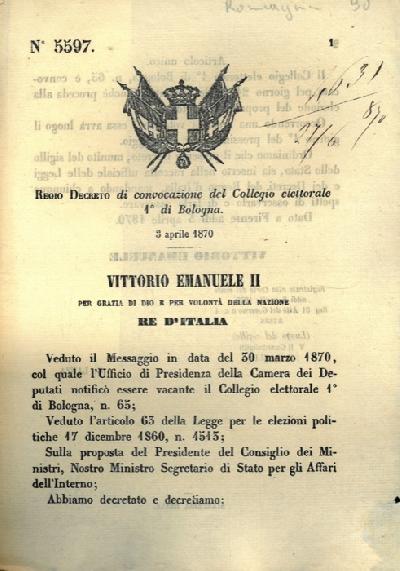 Romagna 30
N° 5597.
1
REGIO DECRETO di convocazione del Collegio elettorale
1° di Bologna.
3 aprile 1870
VITTORIO EMANUELE II
PER GRAZIA DI DIO E PER VOLONTÀ DELLA NAZIONE
RE D'ITALIA
Veduto il Messaggio in data del 30 marzo 1870,
col quale l'Ufficio di Presidenza della Camera dei De-
putati notificò essere vacante il Collegio elettorale 1°
di Bologna, n. 65;
Veduto l'articolo 63 della Legge per le elezioni poli-
tiche 17 dicembre 1860, n. 4513;
Sulla proposta del Presidente del Consiglio dei Mi-
nistri, Nostro Ministro Segretario di Stato per gli Affari
dell'Interno;
Abbiamo decretato e decretiamo: